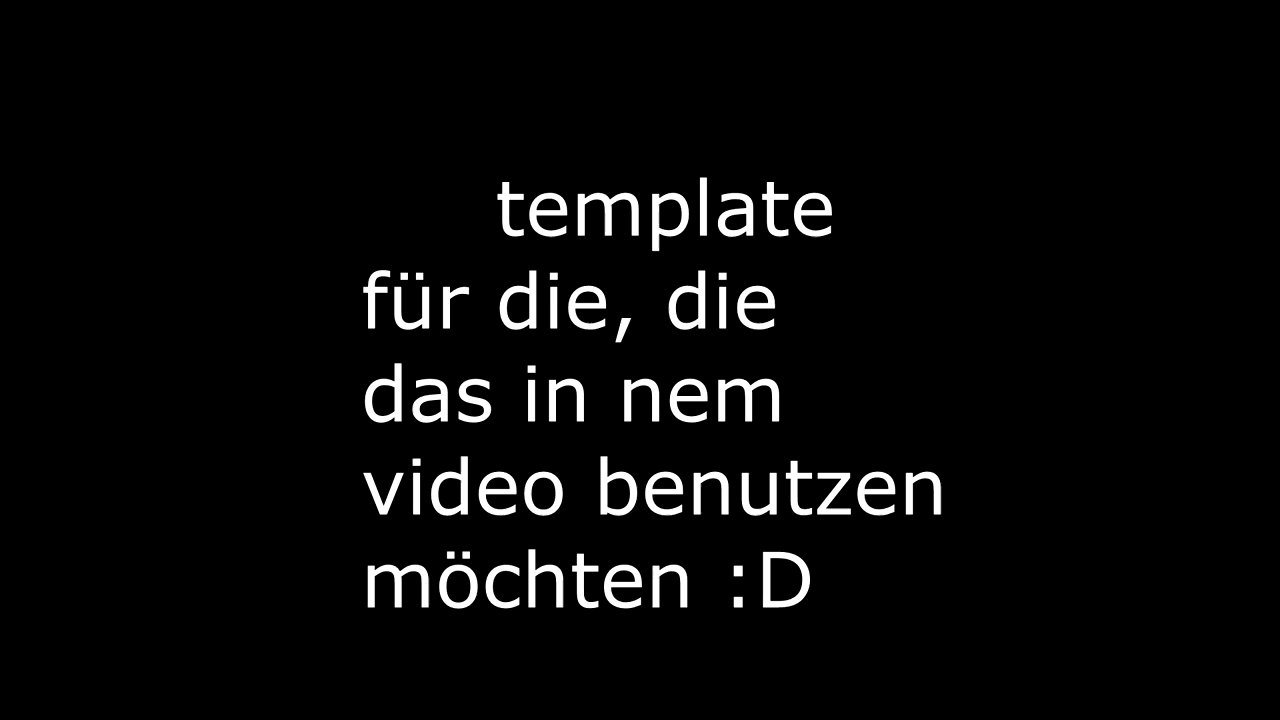 template
für die, die
das in nem
video benutzen
möchten :D